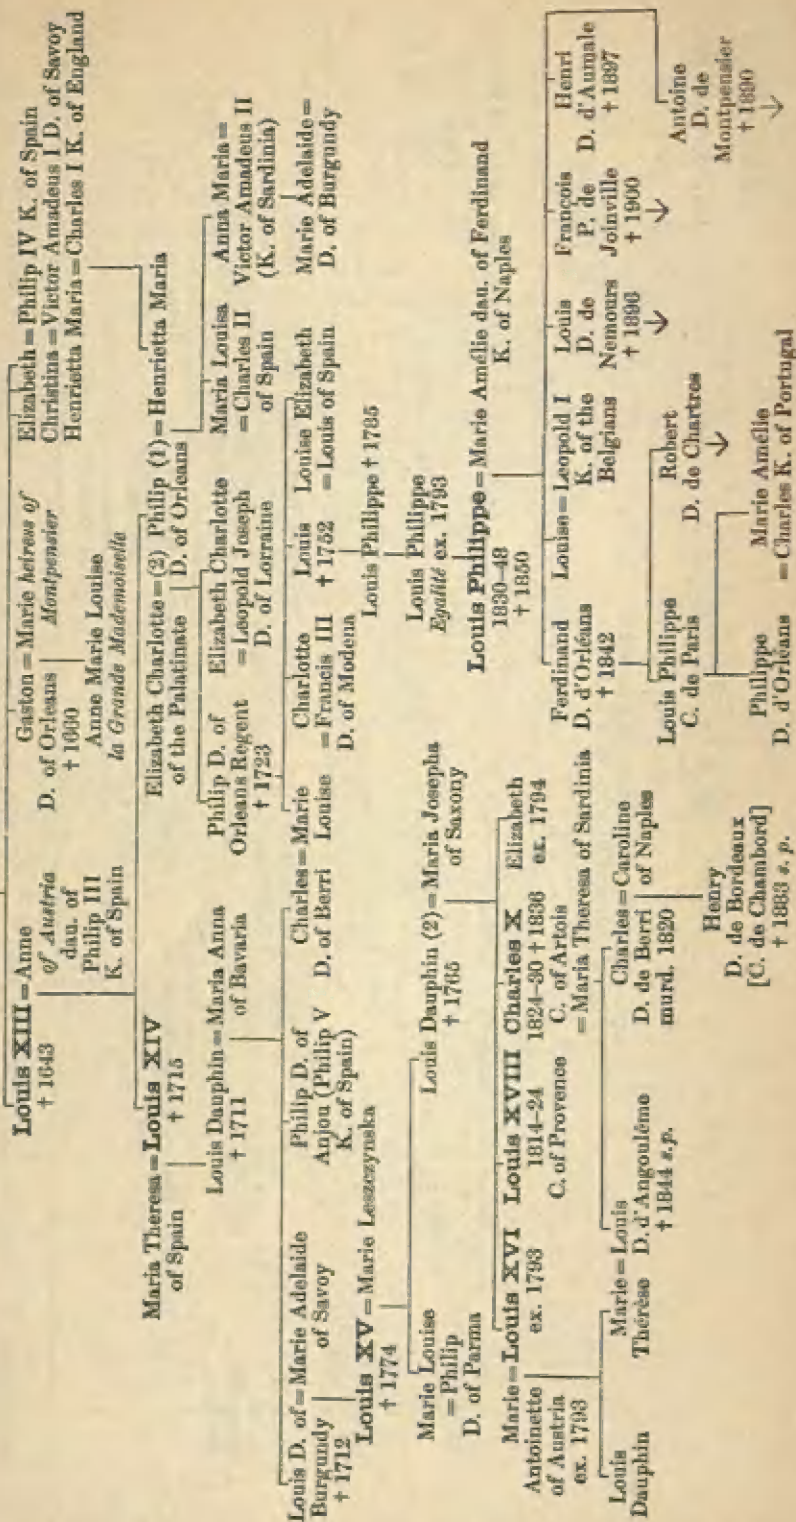 Louis XIII = Anne
† 1643
of Austria
dau. of
Philip III
K. of Spain
Gaston = Marie heiress of
D. of Orleans
Montpensier
† 1660
Anne Marie Louise
la Grande Mademoiselle
Elizabeth = Philip IV K. of Spain
Christina = Victor Amadeus I D. of Savoy
Henrietta Maria = Charles I K. of England
Maria Theresa = Louis XIV
of Spain
† 1715
Elizabeth Charlotte = (2) Philip (1) = Henrietta Maria
of the Palatinate
D. of Orleans
Louis Dauphin = Maria Anna
† 1711
of Bavaria
Philip D. of
Orleans Regent
† 1723
Elizabeth Charlotte
= Leopold Joseph
D. of Lorraine
Maria Louisa
= Charles II
of Spain
Anna Maria =
Victor Amadeus II
(K. of Sardinia)
Marie Adelaide =
D. of Burgundy
Louis D. of = Marie Adelaide
Burgundy
of Savoy
† 1712
Philip D. of
Anjou (Philip V
K. of Spain)
Charles = Marie
D. of Berri
Louise
Charlotte
= Francis III
D. of Modena
Louis
† 1752
Louise Elizabeth
= Louis of Spain
Louis XV = Marie Leszczynska
† 1774
Louis Philippe † 1785
Marie Louise
= Philip
D. of Parma
Louis Dauphin (2) = Maria Josepha
† 1765
of Saxony
Louis Philippe
Egalité ex. 1793
Marie = Louis XVI
Antoinette
of Austria
ex. 1793
ex. 1793
Louis XVIII
1814–24
C. of Provence
Charles X
1824–30 † 1836
C. of Artois
= Maria Theresa of Sardinia
Elizabeth
ex. 1794
Louis Philippe = Marie Amélie dau. of Ferdinand
1830–48
K. of Naples
† 1850
Louis
Dauphin
Marie = Louis
Thérèse
D. d'Angoulême
† 1844 s.p.
Charles = Caroline
D. de Berri
of Naples
murd. 1820
Ferdinand
D. d'Orléans
† 1842
Louise = Leopold I
K. of the
Belgians
Louis
D. de
Nemours
† 1896
Francois
P. de
Joinville
† 1900
Henri
D. d'Aumale
† 1897
Antoine
D. de
Montpensier
† 1890
Henry
D. de Bordeaux
[C. de Chambord]
† 1883 s. p.
Louis Philippe
C. de Paris
Robert
D. de Chartres
Philippe
D. d'Orléans
Marie Amélie
= Charles K. of Portugal